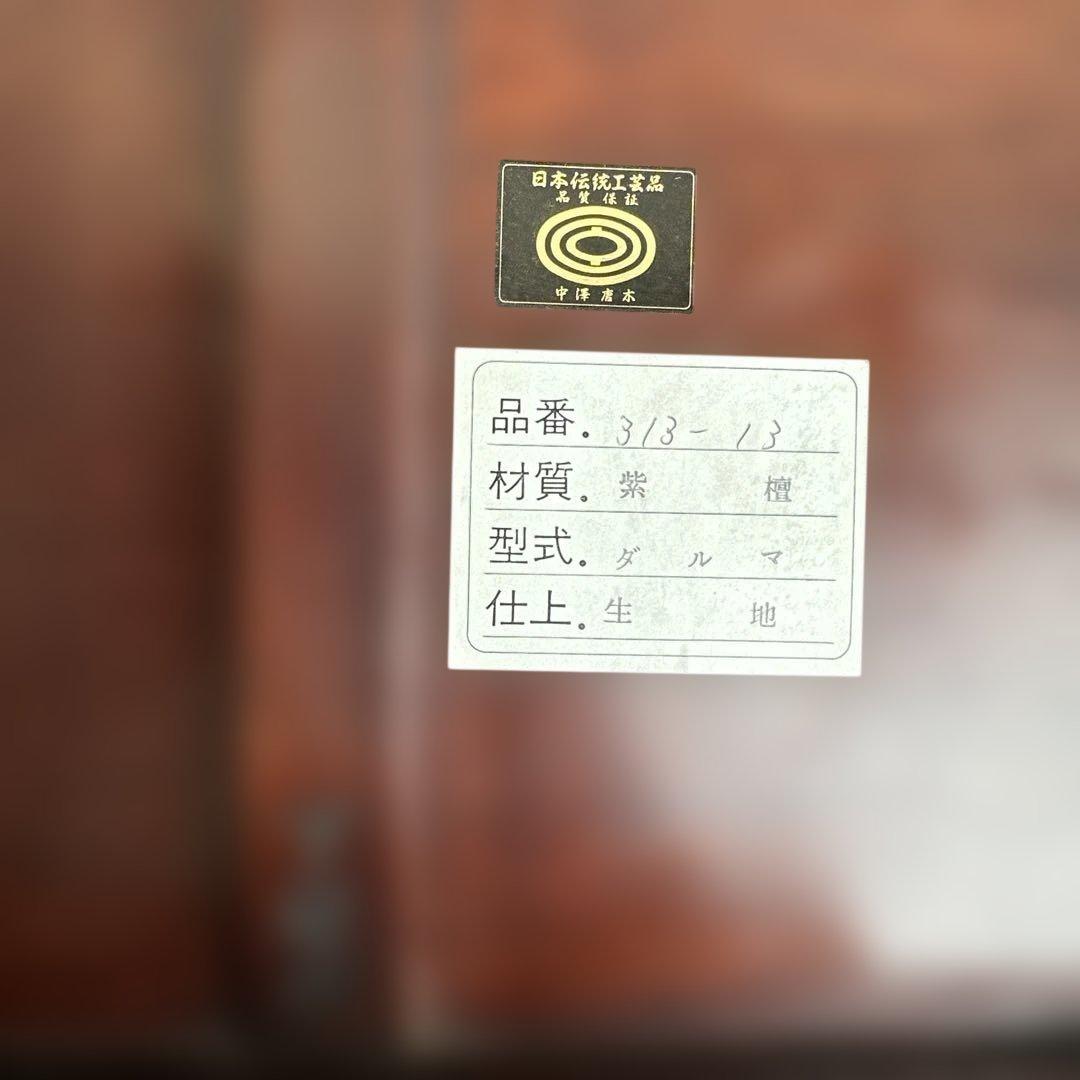 日本伝統工芸品
品質保証
中澤唐木
品番. 313-13
材質. 紫檀
型式. ダルマ
仕上. 生地